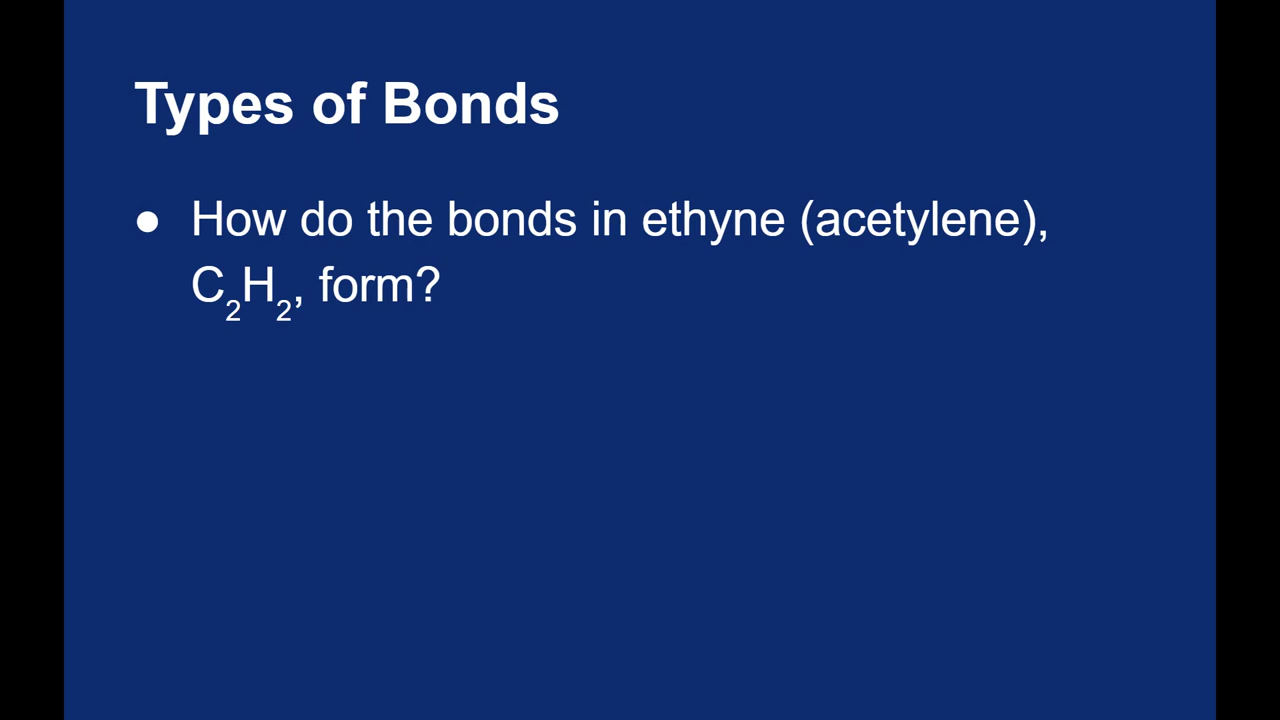 Types of Bonds
● How do the bonds in ethyne (acetylene),
C₂H₂, form?